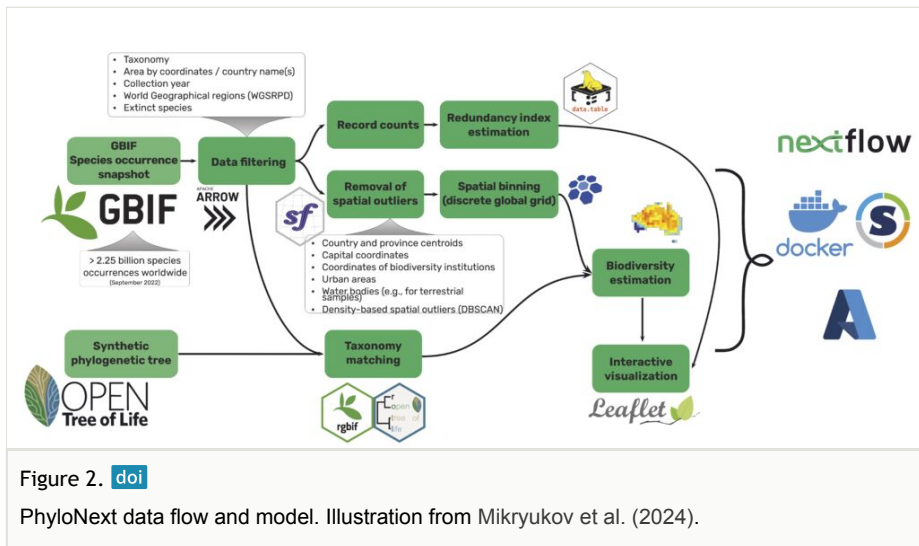 • Taxonomy
• Area by coordinates / country name(s)
• Collection year
• World Geographical regions (WGSRPD)
• Extinct species
data.table
GBIF
Species occurrence
snapshot
Data filtering
Record counts
Redundancy index
estimation
nextflow
GBIF
APACHE
ARROW
sf
Removal of
spatial outliers
Spatial binning
(discrete global grid)
docker
S
> 2.25 billion species
occurrences worldwide
(September 2022)
• Country and province centroids
• Capital coordinates
• Coordinates of biodiversity institutions
• Urban areas
• Water bodies (e.g., for terrestrial
samples)
• Density-based spatial outliers (DBSCAN)
Biodiversity
estimation
Synthetic
phylogenetic tree
Taxonomy
matching
Interactive
visualization
OPEN
Tree of Life
rgbif
r
open
tree of
life
Leaflet
Figure 2. doi
PhyloNext data flow and model. Illustration from Mikryukov et al. (2024).